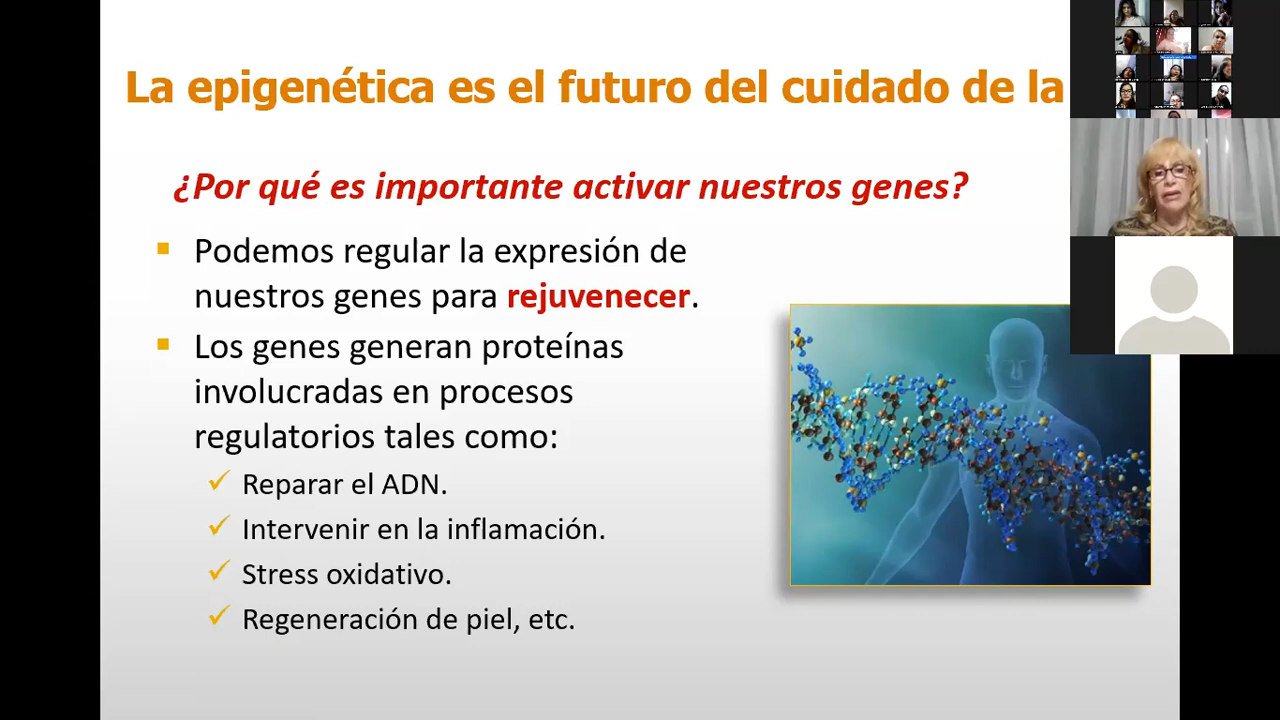 La epigenética es el futuro del cuidado de la
¿Por qué es importante activar nuestros genes?
Podemos regular la expresión de
nuestros genes para rejuvenecer.
Los genes generan proteínas
involucradas en procesos
regulatorios tales como:
Reparar el ADN.
Intervenir en la inflamación.
Stress oxidativo.
Regeneración de piel, etc.